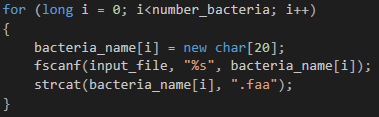 for (long i = 0; i<number_bacteria; i++)
{
bacteria_name[i] = new char[20];
fscanf(input_file, "%s", bacteria_name[i]);
strcat(bacteria_name[i], ".faa");
}